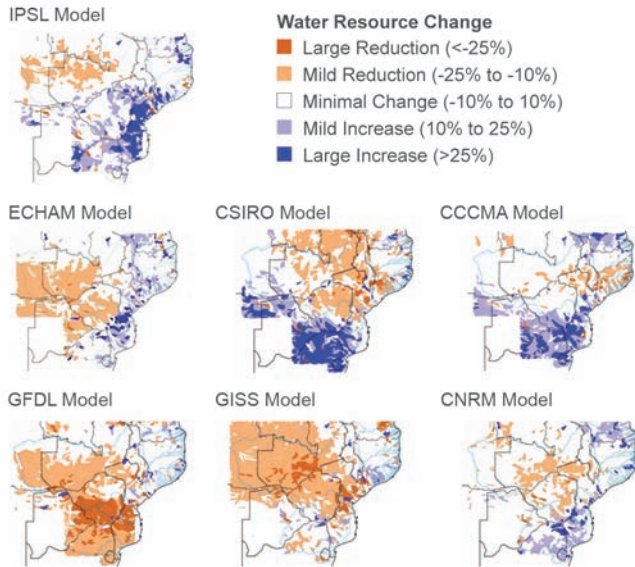 IPSL Model
Water Resource Change
Large Reduction (<-25%)
Mild Reduction (-25% to -10%)
Minimal Change (-10% to 10%)
Mild Increase (10% to 25%)
Large Increase (>25%)
ECHAM Model
CSIRO Model
CCCMA Model
GFDL Model
GISS Model
CNRM Model